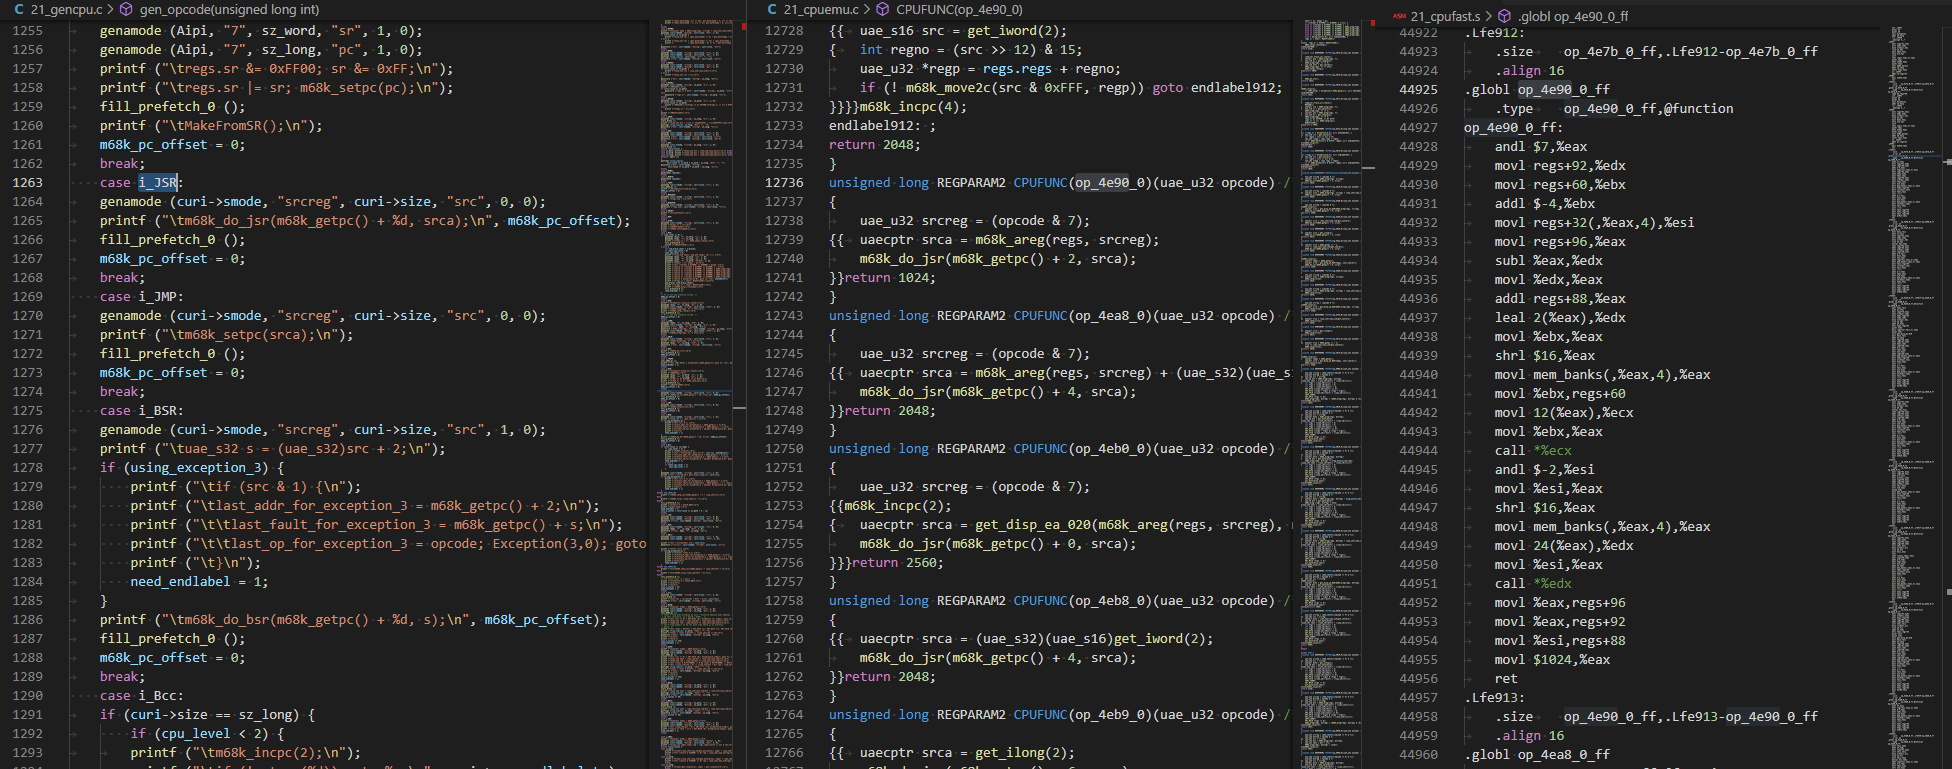 21_gencpu.c > gen_opcode(unsigned long int)
1255 genamode (Aipi, "7", sz_word, "sr", 1, 0);
1256 genamode (Aipi, "7", sz_long, "pc", 1, 0);
1257 printf ("\tregs.sr &= 0xFF00; sr &= 0xFF;\n");
1258 printf ("\tregs.sr |= sr; m68k_setpc(pc);\n");
1259 fill_prefetch_0 ();
1260 printf ("\tMakeFromSR();\n");
1261 m68k_pc_offset = 0;
1262 break;
1263 case i_JSR:
1264 genamode (curi->smode, "srcreg", curi->size, "src", 0, 0);
1265 printf ("\tm68k_do_jsr(m68k_getpc() + %d, srca);\n", m68k_pc_offset);
1266 fill_prefetch_0 ();
1267 m68k_pc_offset = 0;
1268 break;
1269 case i_JMP:
1270 genamode (curi->smode, "srcreg", curi->size, "src", 0, 0);
1271 printf ("\tm68k_setpc(srca);\n");
1272 fill_prefetch_0 ();
1273 m68k_pc_offset = 0;
1274 break;
1275 case i_BSR:
1276 genamode (curi->smode, "srcreg", curi->size, "src", 1, 0);
1277 printf ("\tuae_s32 s = (uae_s32)src + 2;\n");
1278 if (using_exception_3) {
1279 printf ("\tif (src & 1) {\n");
1280 printf ("\tlast_addr_for_exception_3 = m68k_getpc() + 2;\n");
1281 printf ("\t\tlast_fault_for_exception_3 = m68k_getpc() + s;\n");
1282 printf ("\t\tlast_op_for_exception_3 = opcode; Exception(3,0); goto
1283 printf ("\t}\n");
1284 need_endlabel = 1;
1285 }
1286 printf ("\tm68k_do_bsr(m68k_getpc() + %d, s);\n", m68k_pc_offset);
1287 fill_prefetch_0 ();
1288 m68k_pc_offset = 0;
1289 break;
1290 case i_Bcc:
1291 if (curi->size == sz_long) {
1292 if (cpu_level < 2) {
1293 printf ("\tm68k_incpc(2);\n");
21_cpuemu.c > CPUFUNC(op_4e90_0)
12728 {{ uae_s16 src = get_iword(2);
12729 { int regno = (src >> 12) & 15;
12730 uae_u32 *regp = regs.regs + regno;
12731 if (! m68k_move2c(src & 0xFFF, regp)) goto endlabel912;
12732 }}}}m68k_incpc(4);
12733 endlabel912: ;
12734 return 2048;
12735 }
12736 unsigned long REGPARAM2 CPUFUNC(op_4e90_0)(uae_u32 opcode) /
12737 {
12738 uae_u32 srcreg = (opcode & 7);
12739 {{ uaecptr srca = m68k_areg(regs, srcreg);
12740 m68k_do_jsr(m68k_getpc() + 2, srca);
12741 }}return 1024;
12742 }
12743 unsigned long REGPARAM2 CPUFUNC(op_4ea8_0)(uae_u32 opcode) /
12744 {
12745 uae_u32 srcreg = (opcode & 7);
12746 {{ uaecptr srca = m68k_areg(regs, srcreg) + (uae_s32)(uae_s
12747 m68k_do_jsr(m68k_getpc() + 4, srca);
12748 }}return 2048;
12749 }
12750 unsigned long REGPARAM2 CPUFUNC(op_4eb0_0)(uae_u32 opcode) /
12751 {
12752 uae_u32 srcreg = (opcode & 7);
12753 {{m68k_incpc(2);
12754 { uaecptr srca = get_disp_ea_020(m68k_areg(regs, srcreg),
12755 m68k_do_jsr(m68k_getpc() + 0, srca);
12756 }}}return 2560;
12757 }
12758 unsigned long REGPARAM2 CPUFUNC(op_4eb8_0)(uae_u32 opcode) /
12759 {
12760 {{ uaecptr srca = (uae_s32)(uae_s16)get_iword(2);
12761 m68k_do_jsr(m68k_getpc() + 4, srca);
12762 }}return 2048;
12763 }
12764 unsigned long REGPARAM2 CPUFUNC(op_4eb9_0)(uae_u32 opcode) /
12765 {
12766 {{ uaecptr srca = get_ilong(2);
21_cpufast.s > .globl op_4e90_0_ff
44922 .Lfe912:
44923 .size op_4e7b_0_ff,.Lfe912-op_4e7b_0_ff
44924 .align 16
44925 .globl op_4e90_0_ff
44926 .type op_4e90_0_ff,@function
44927 op_4e90_0_ff:
44928 andl $7,%eax
44929 movl regs+92,%edx
44930 movl regs+60,%ebx
44931 addl $-4,%ebx
44932 movl regs+32(,%eax,4),%esi
44933 movl regs+96,%eax
44934 subl %eax,%edx
44935 movl %edx,%eax
44936 addl regs+88,%eax
44937 leal 2(%eax),%edx
44938 movl %ebx,%eax
44939 shrl $16,%eax
44940 movl mem_banks(,%eax,4),%eax
44941 movl %ebx,regs+60
44942 movl 12(%eax),%ecx
44943 movl %ebx,%eax
44944 call *%ecx
44945 andl $-2,%esi
44946 movl %esi,%eax
44947 shrl $16,%eax
44948 movl mem_banks(,%eax,4),%eax
44949 movl 24(%eax),%edx
44950 movl %esi,%eax
44951 call *%edx
44952 movl %eax,regs+96
44953 movl %eax,regs+92
44954 movl %esi,regs+88
44955 movl $1024,%eax
44956 ret
44957 .Lfe913:
44958 .size op_4e90_0_ff,.Lfe913-op_4e90_0_ff
44959 .align 16
44960 .globl op_4ea8_0_ff